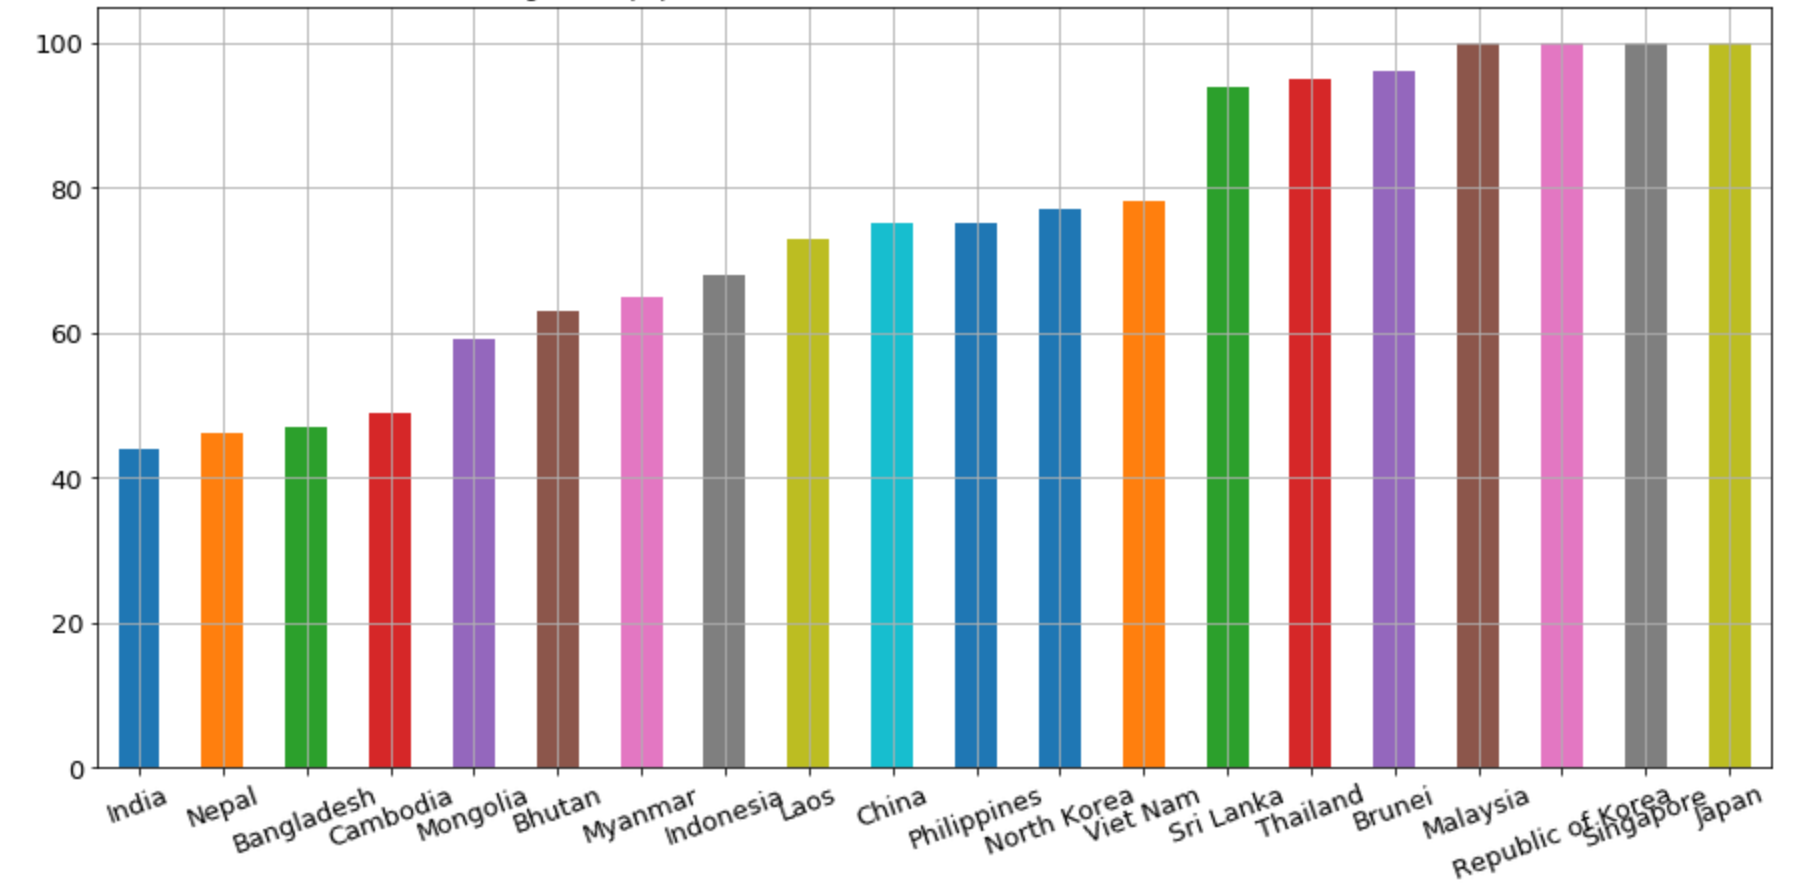 100
80
60
40
20
0
India
Nepal
Bangladesh
Cambodia
Mongolia
Bhutan
Myanmar
Indonesia
Laos
China
Philippines
North Korea
Viet Nam
Sri Lanka
Thailand
Brunei
Malaysia
Republic of Korea
Singapore
Japan